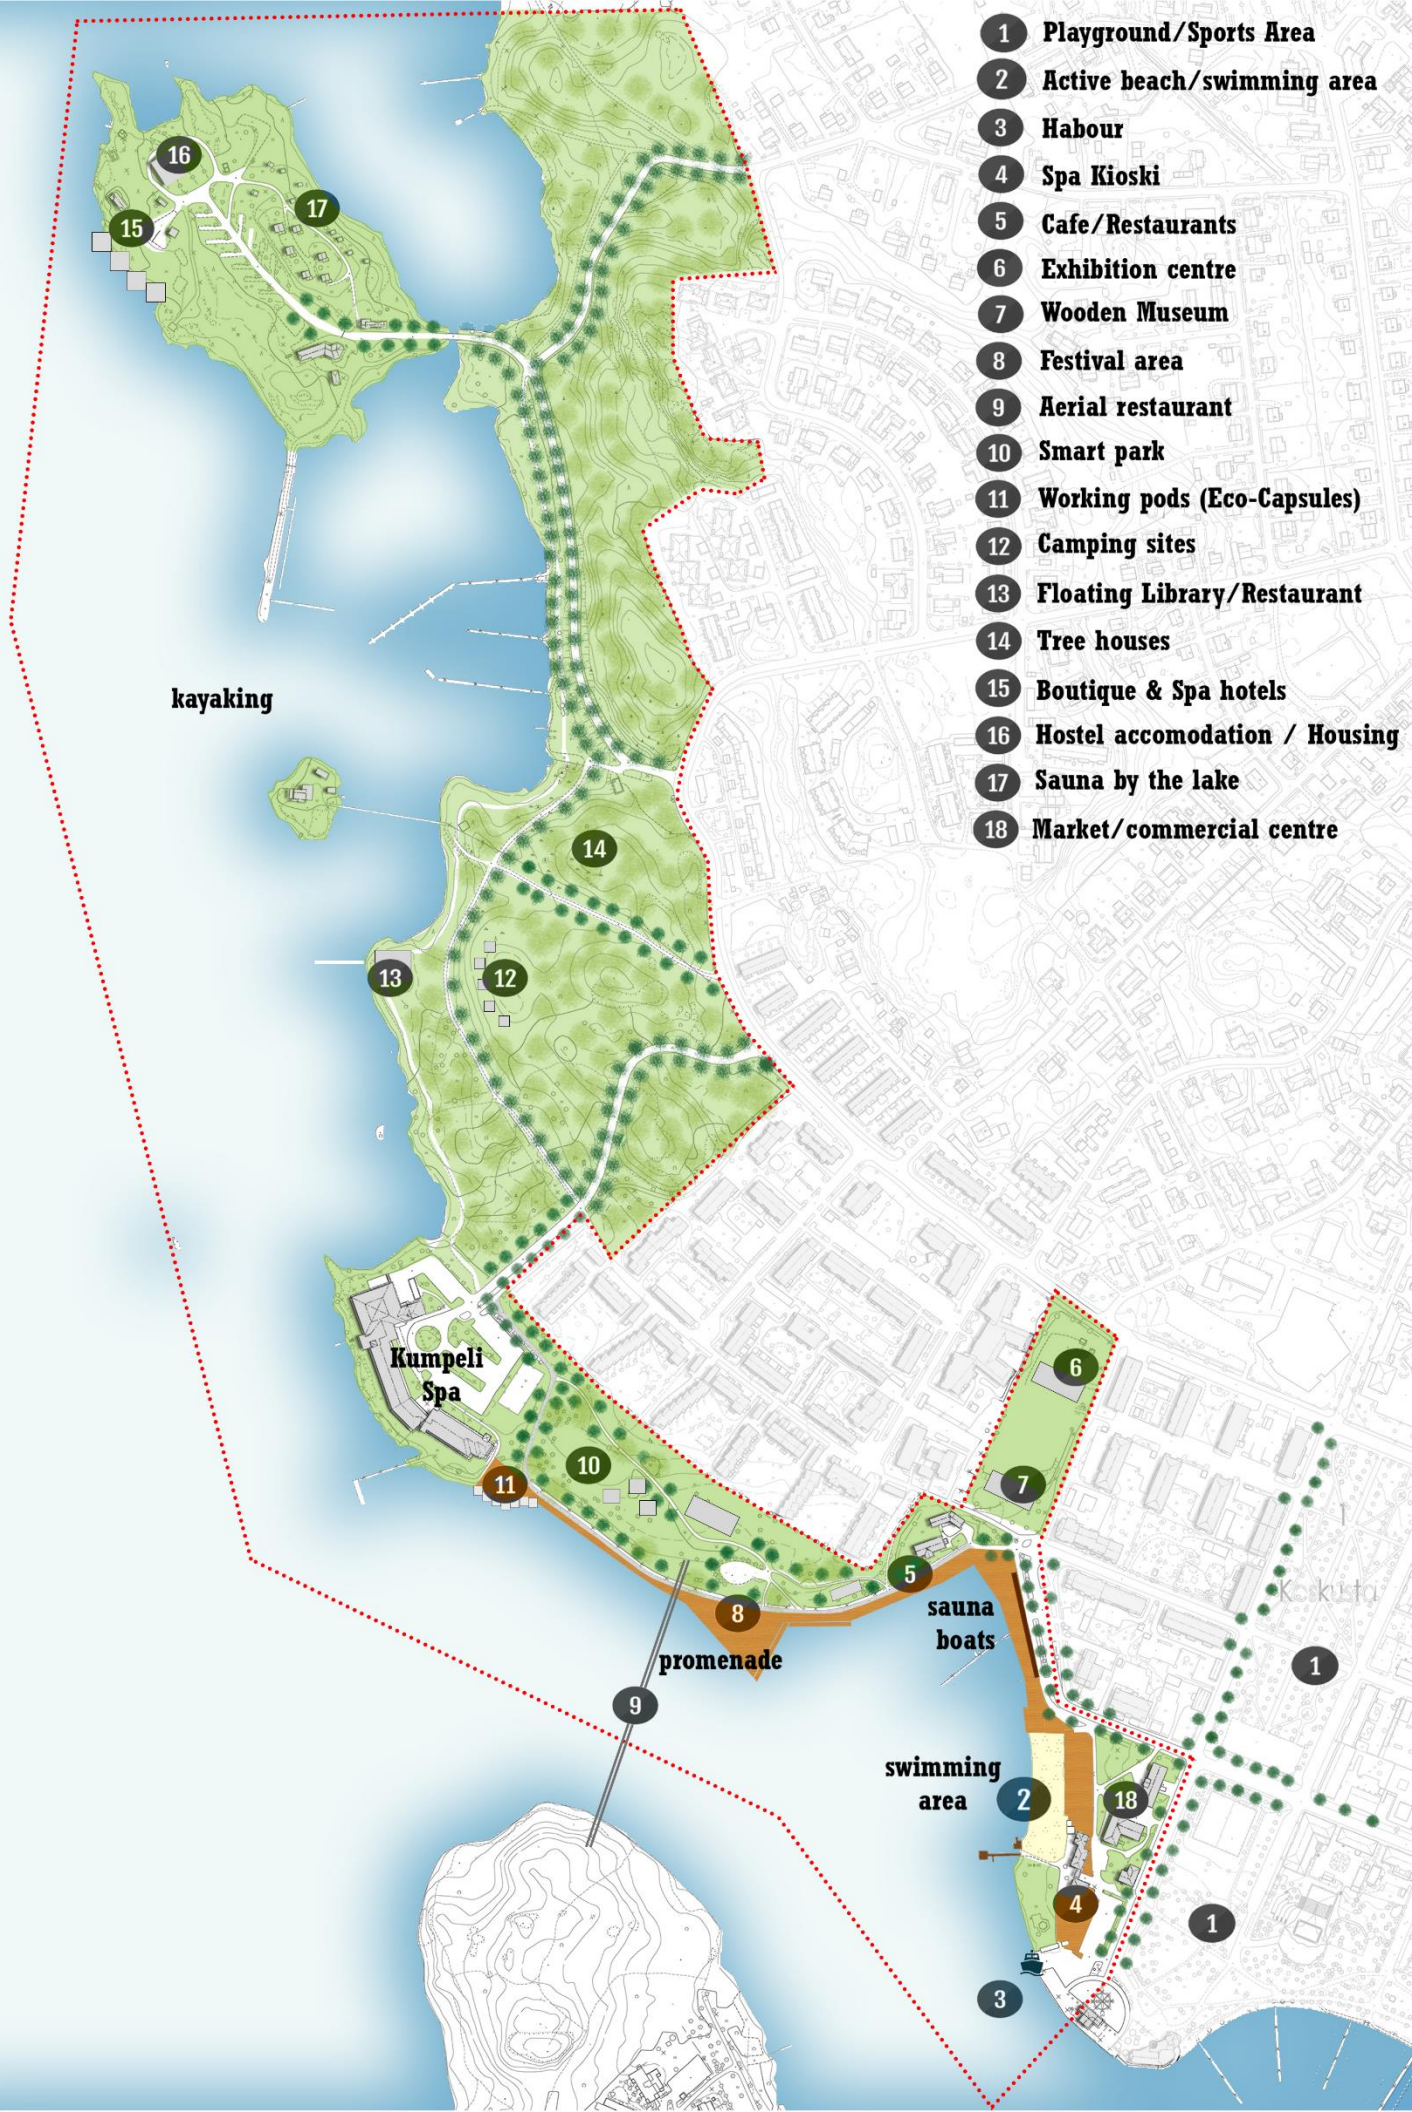 1 Playground/Sports Area
2 Active beach/swimming area
3 Habour
4 Spa Kioski
5 Cafe/Restaurants
6 Exhibition centre
7 Wooden Museum
8 Festival area
9 Aerial restaurant
10 Smart park
11 Working pods (Eco-Capsules)
12 Camping sites
13 Floating Library/Restaurant
14 Tree houses
15 Boutique & Spa hotels
16 Hostel accomodation / Housing
17 Sauna by the lake
18 Market/commercial centre
16
17
15
kayaking
14
13
12
Kumpeli
Spa
6
10
11
7
5
8
sauna
boats
promenade
Keskusta
1
9
swimming
area
2
18
4
1
3